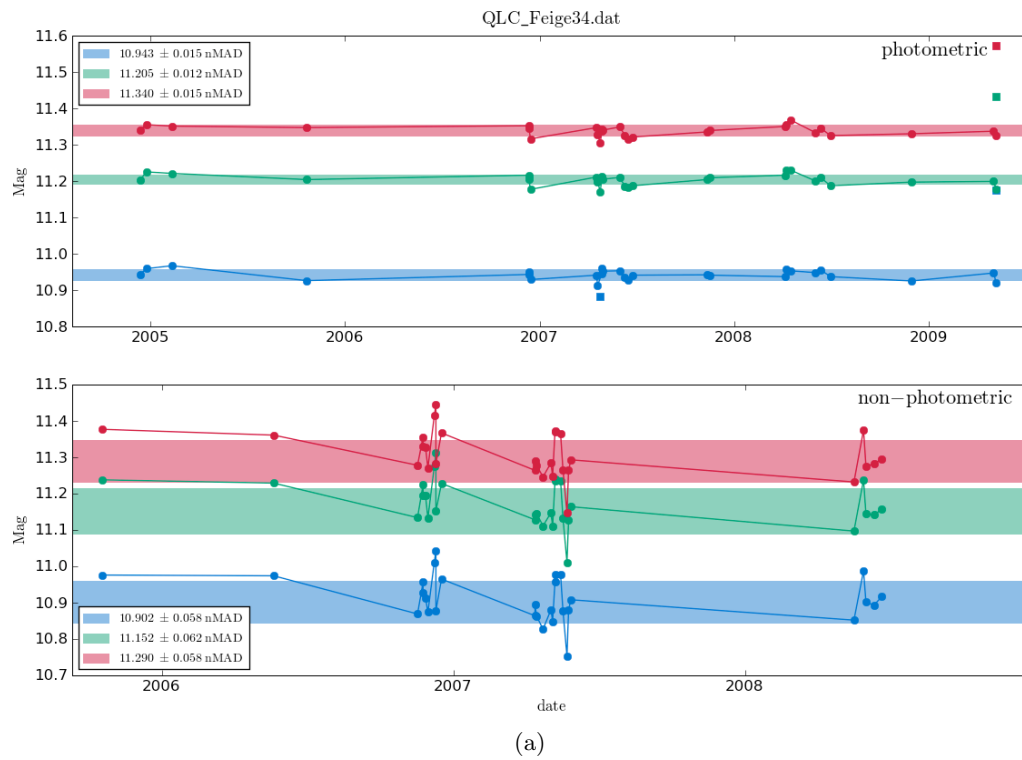 QLC_Feige34.dat
11.6
11.5
11.4
11.3
11.2
11.1
11.0
10.9
10.8
Mag
10.943 ± 0.015 nMAD
11.205 ± 0.012 nMAD
11.340 ± 0.015 nMAD
photometric
2005 2006 2007 2008 2009
11.5
11.4
11.3
11.2
11.1
11.0
10.9
10.8
10.7
Mag
non−photometric
10.902 ± 0.058 nMAD
11.152 ± 0.062 nMAD
11.290 ± 0.058 nMAD
2006 2007 2008
date
(a)